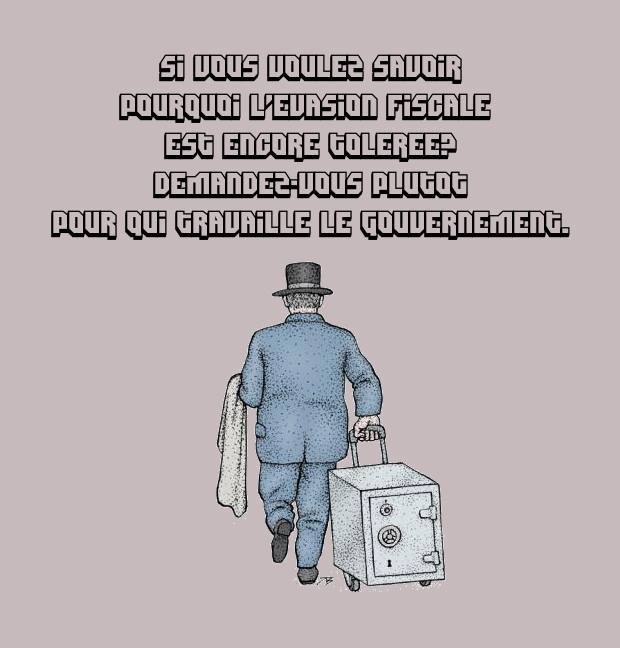 SI VOUS VOULEZ SAVOIR
POURQUOI L'EVASION FISCALE
EST ENCORE TOLEREE?
DEMANDEZ-VOUS PLUTOT
POUR QUI TRAVAILLE LE GOUVERNEMENT.